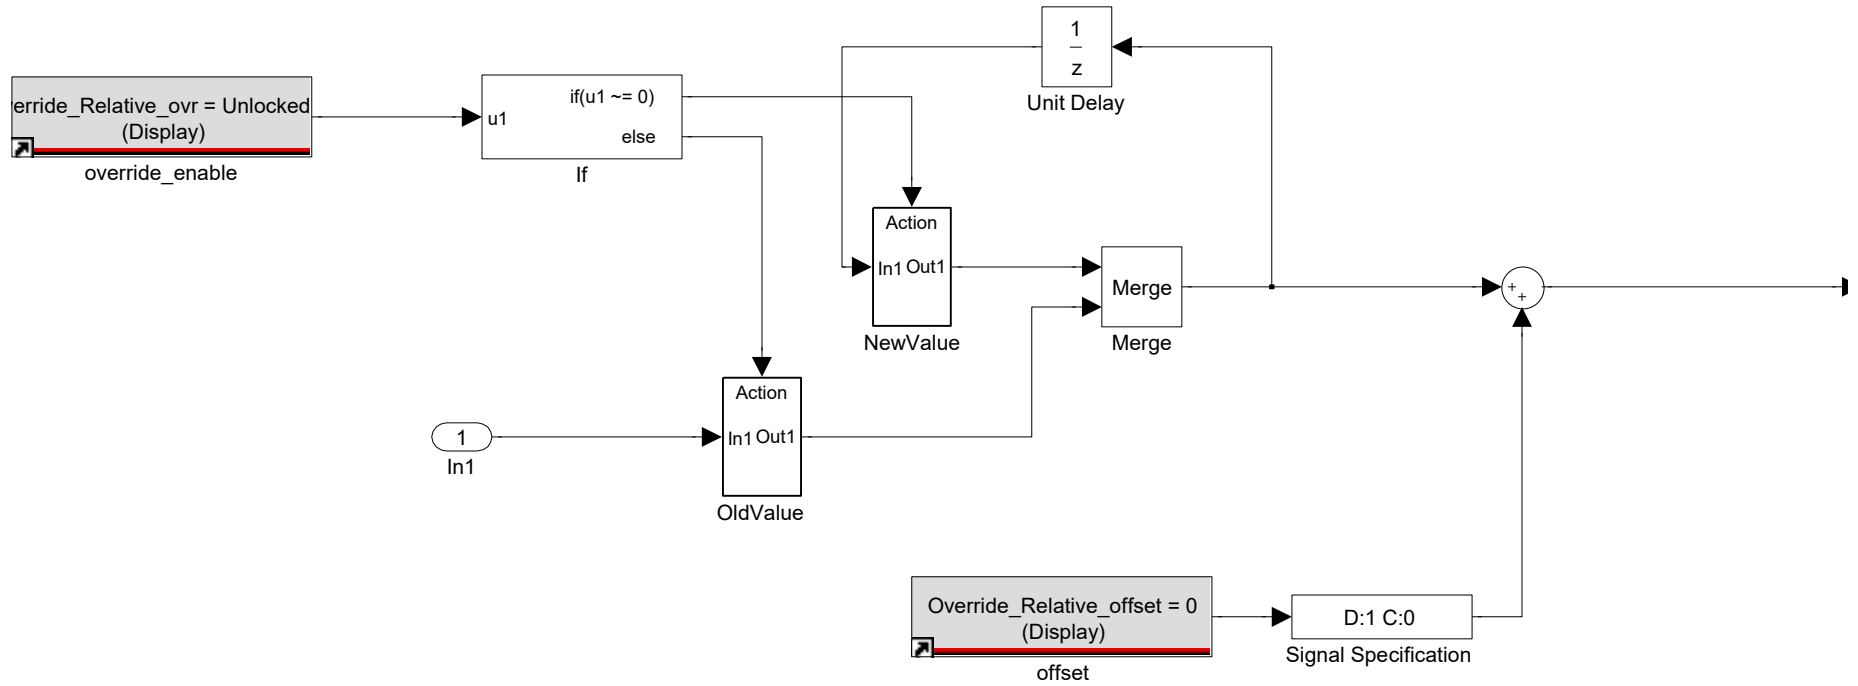 1
z
Unit Delay
erride_Relative_ovr = Unlocked
(Display)
override_enable
u1
if(u1 ~= 0)
else
If
Action
In1 Out1
NewValue
Merge
Merge
+
+
Action
In1 Out1
OldValue
1
In1
Override_Relative_offset = 0
(Display)
offset
D:1 C:0
Signal Specification